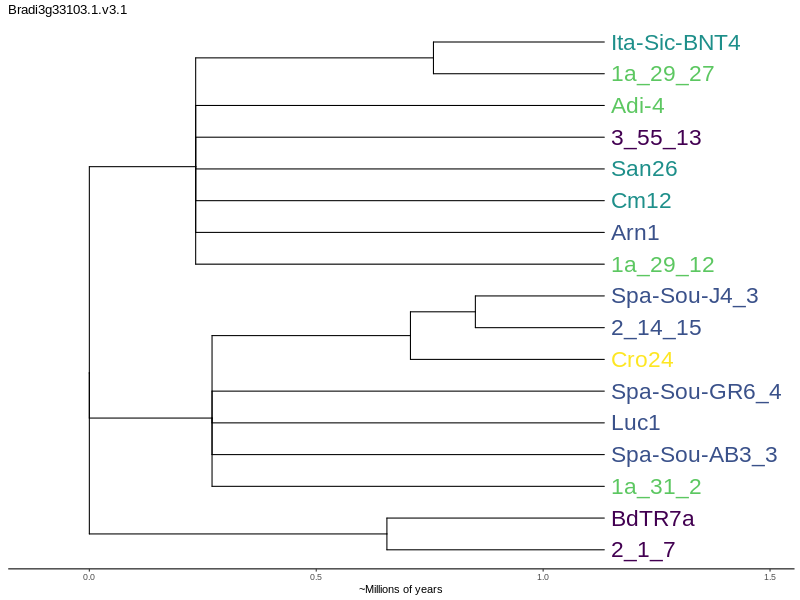 Bradi3g33103.1.v3.1
Ita-Sic-BNT4
1a_29_27
Adi-4
3_55_13
San26
Cm12
Arn1
1a_29_12
Spa-Sou-J4_3
2_14_15
Cro24
Spa-Sou-GR6_4
Luc1
Spa-Sou-AB3_3
1a_31_2
BdTR7a
2_1_7
0.0 0.5 1.0 1.5
~Millions of years